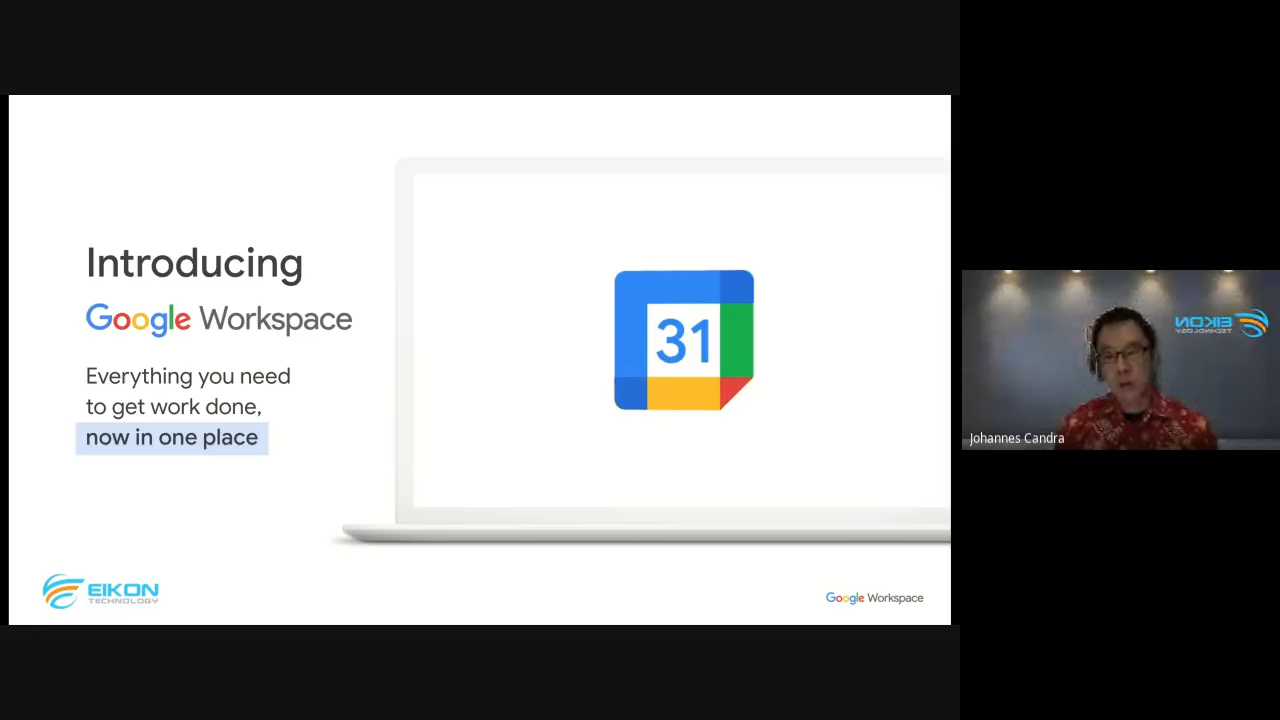 Introducing
Google Workspace
Everything you need
to get work done,
now in one place
31
EIKON
TECHNOLOGY
Google Workspace
EIKON
TECHNOLOGY
Johannes Candra